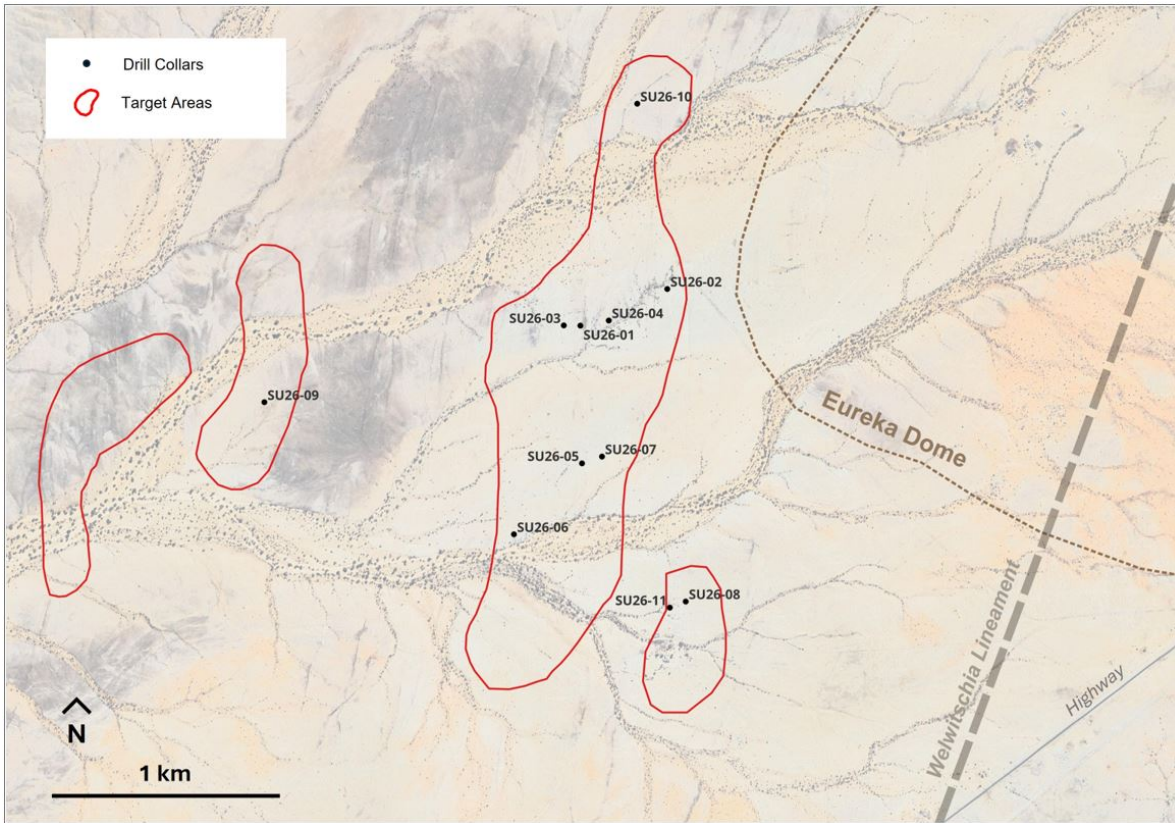 Drill Collars
Target Areas
SU26-10
SU26-02
SU26-03
SU26-04
SU26-01
SU26-09
Eureka Dome
SU26-05
SU26-07
SU26-06
SU26-11
SU26-08
Welwitschia Lineament
Highway
N
1 km